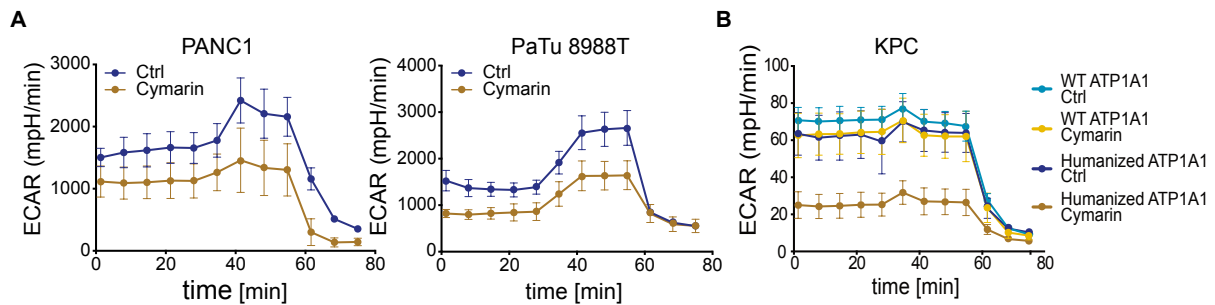 A
PANC1
Ctrl
Cymarin
ECAR (mpH/min)
3000
2000
1000
0
0
20
40
60
80
time [min]
PaTu 8988T
Ctrl
Cymarin
ECAR (mpH/min)
4000
3000
2000
1000
0
0
20
40
60
80
time [min]
B
KPC
ECAR (mpH/min)
100
80
60
40
20
0
0
20
40
60
80
time [min]
WT ATP1A1
Ctrl
WT ATP1A1
Cymarin
Humanized ATP1A1
Ctrl
Humanized ATP1A1
Cymarin